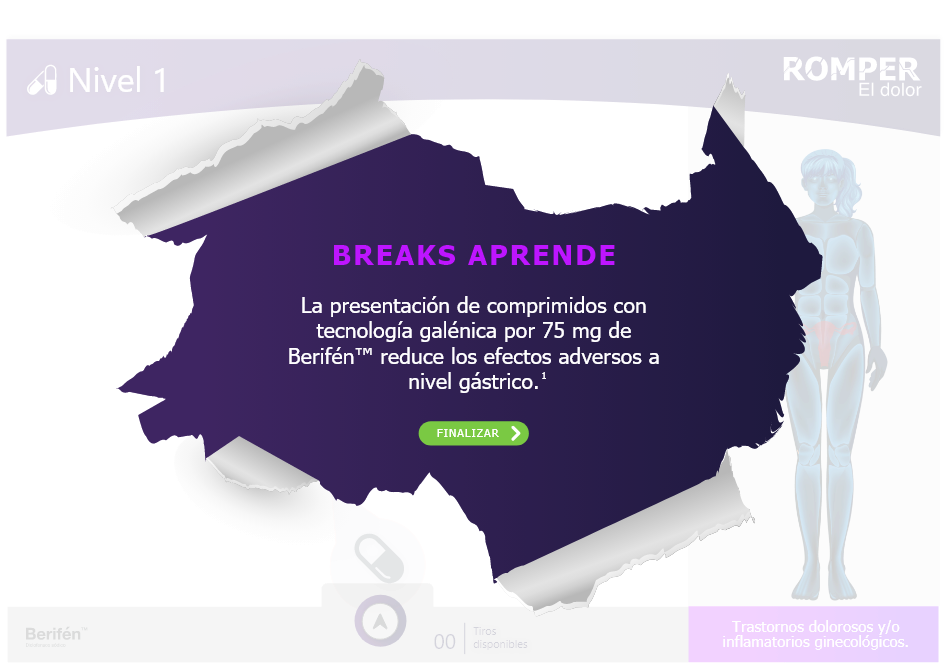 Nivel 1
ROMPER
El dolor
BREAKS APRENDE
La presentación de comprimidos con
tecnología galénica por 75 mg de
Berifén™ reduce los efectos adversos a
nivel gástrico.¹
FINALIZAR
Berifén™
00
Tiros
disponibles
Trastornos dolorosos y/o
inflamatorios ginecológicos.